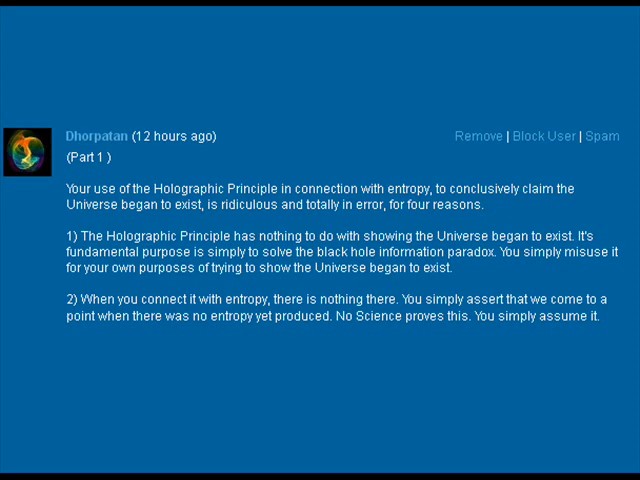 Dhorpatan (12 hours ago) Remove | Block User | Spam
(Part 1 )
Your use of the Holographic Principle in connection with entropy, to conclusively claim the
Universe began to exist, is ridiculous and totally in error, for four reasons.
1) The Holographic Principle has nothing to do with showing the Universe began to exist. It's
fundamental purpose is simply to solve the black hole information paradox. You simply misuse it
for your own purposes of trying to show the Universe began to exist.
2) When you connect it with entropy, there is nothing there. You simply assert that we come to a
point when there was no entropy yet produced. No Science proves this. You simply assume it.